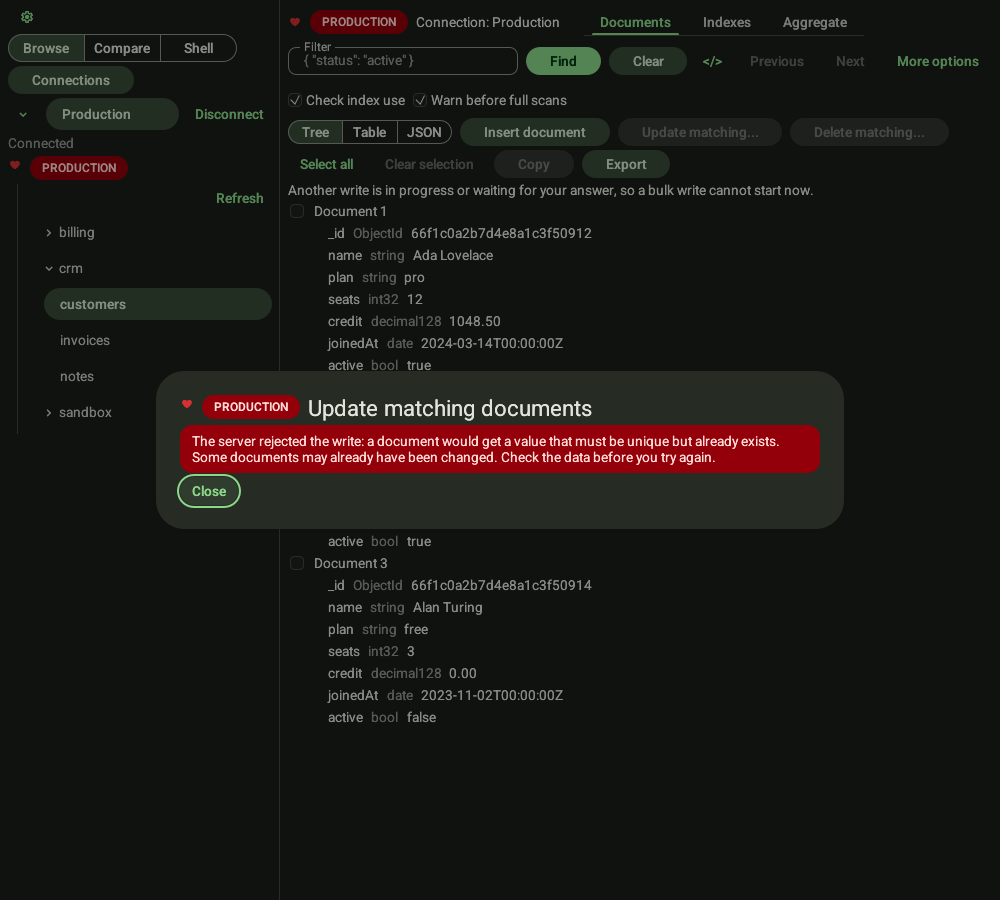 Browse Compare Shell
Connections
Production Disconnect
Connected
PRODUCTION
Refresh
billing
crm
customers
invoices
notes
sandbox
PRODUCTION Connection: Production Documents Indexes Aggregate
Filter
{ "status": "active" } Find Clear </> Previous Next More options
Check index use Warn before full scans
Tree Table JSON Insert document Update matching... Delete matching...
Select all Clear selection Copy Export
Another write is in progress or waiting for your answer, so a bulk write cannot start now.
Document 1
_id ObjectId 66f1c0a2b7d4e8a1c3f50912
name string Ada Lovelace
plan string pro
seats int32 12
credit decimal128 1048.50
joinedAt date 2024-03-14T00:00:00Z
active bool true
PRODUCTION Update matching documents
The server rejected the write: a document would get a value that must be unique but already exists.
Some documents may already have been changed. Check the data before you try again.
Close
active bool true
Document 3
_id ObjectId 66f1c0a2b7d4e8a1c3f50914
name string Alan Turing
plan string free
seats int32 3
credit decimal128 0.00
joinedAt date 2023-11-02T00:00:00Z
active bool false